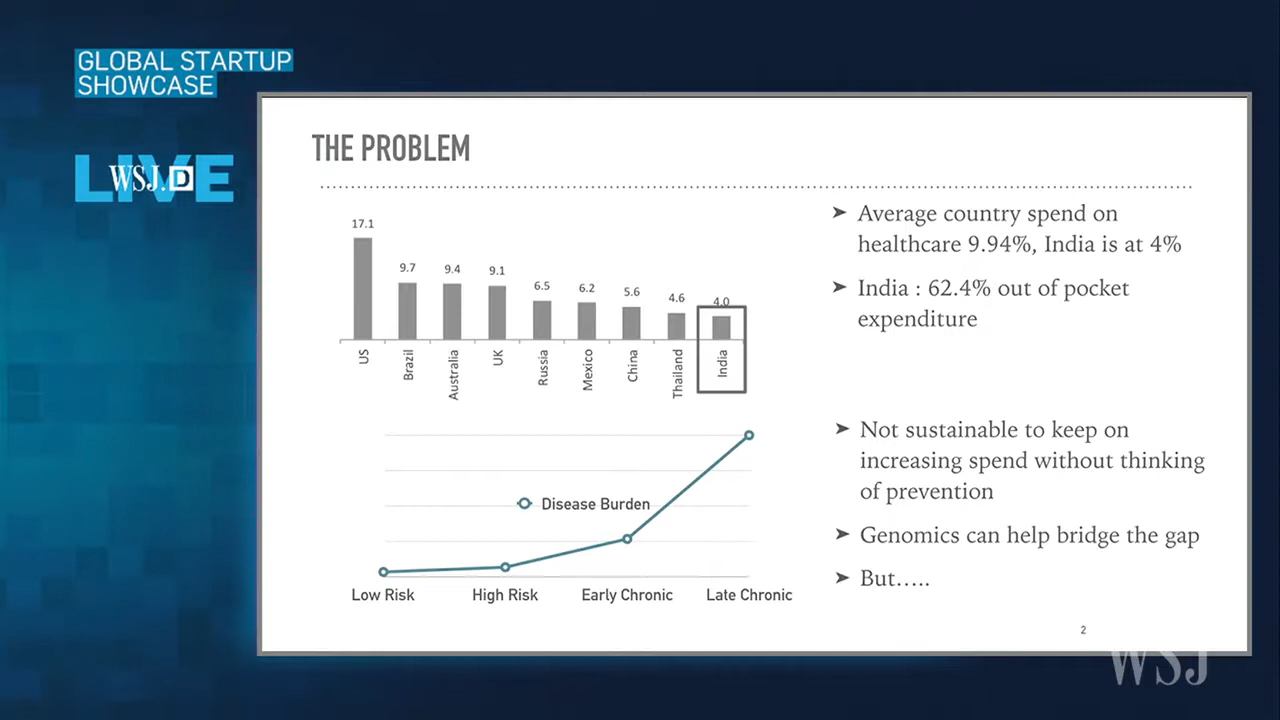 GLOBAL STARTUP
SHOWCASE
LIVE
WSJ.D
THE PROBLEM
17.1
9.7
9.4
9.1
6.5
6.2
5.6
4.6
4.0
US
Brazil
Australia
UK
Russia
Mexico
China
Thailand
India
➤ Average country spend on
healthcare 9.94%, India is at 4%
➤ India : 62.4% out of pocket
expenditure
Disease Burden
Low Risk
High Risk
Early Chronic
Late Chronic
➤ Not sustainable to keep on
increasing spend without thinking
of prevention
➤ Genomics can help bridge the gap
➤ But.....
2
WSJ